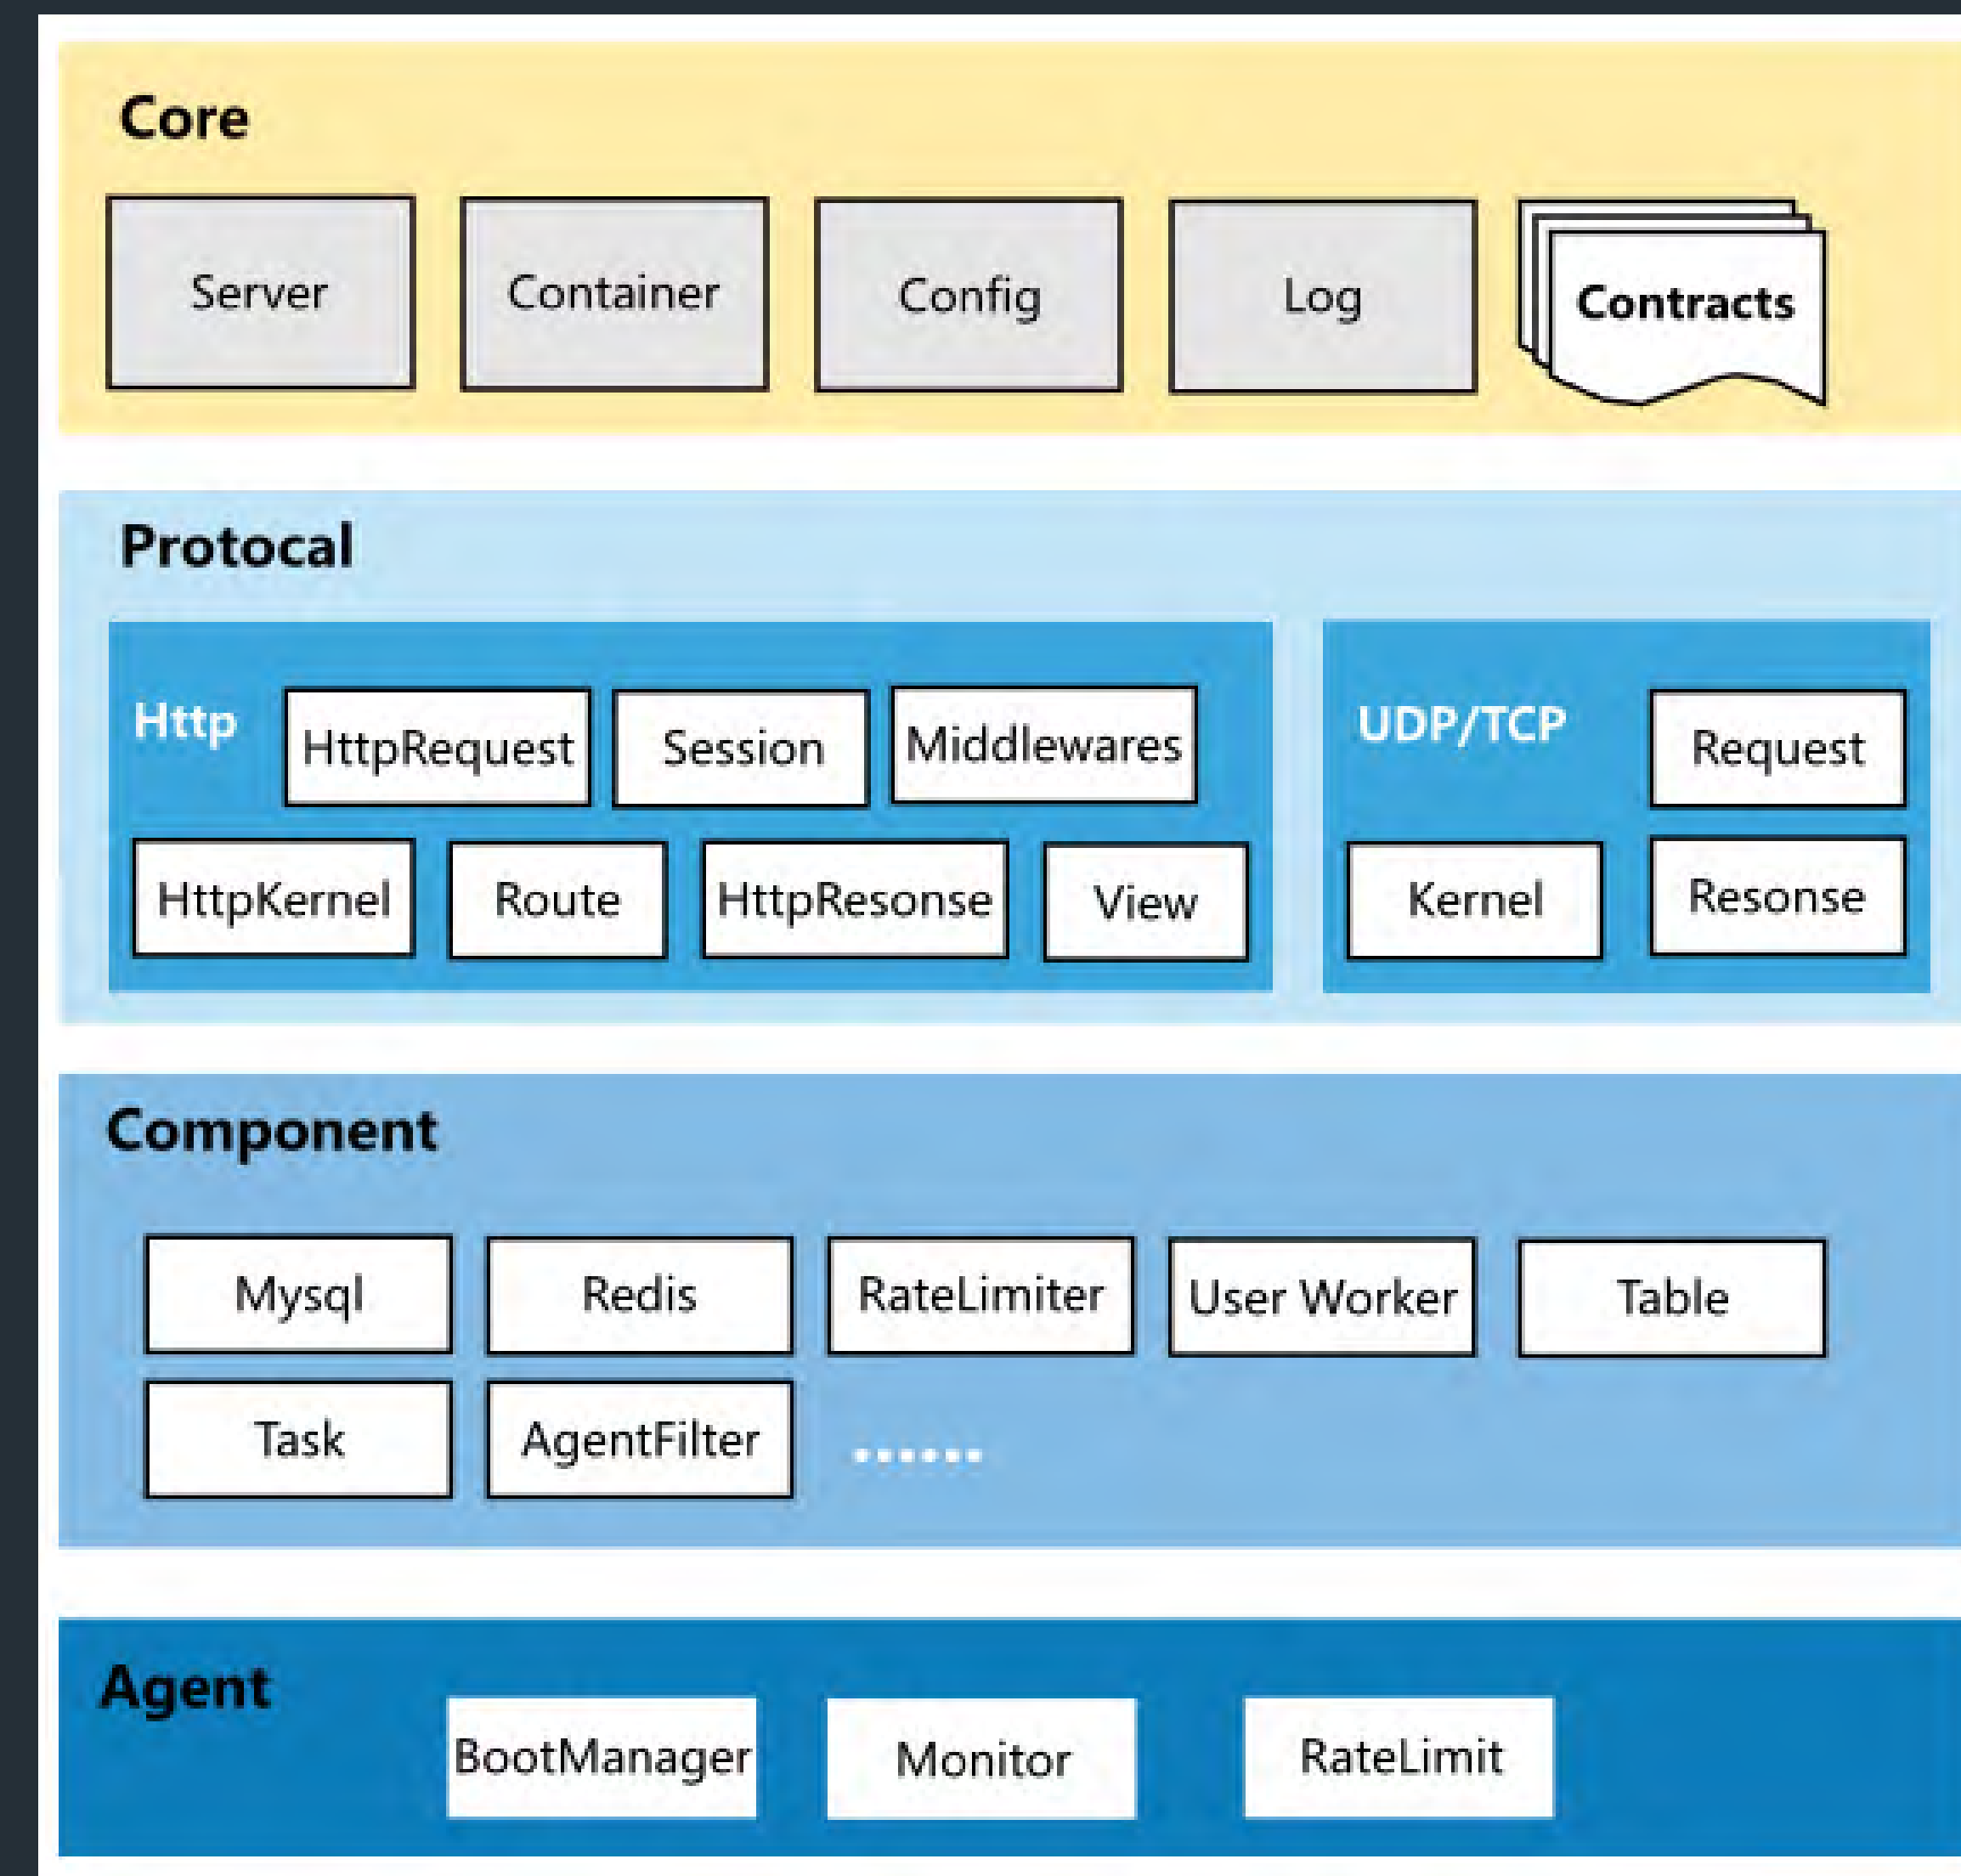 Core
Server Container Config Log Contracts
Protocal
Http HttpRequest Session Middlewares
HttpKernel Route HttpResonse View
UDP/TCP Request
Kernel Resonse
Component
Mysql Redis RateLimiter User Worker Table
Task AgentFilter ......
Agent
BootManager Monitor RateLimit